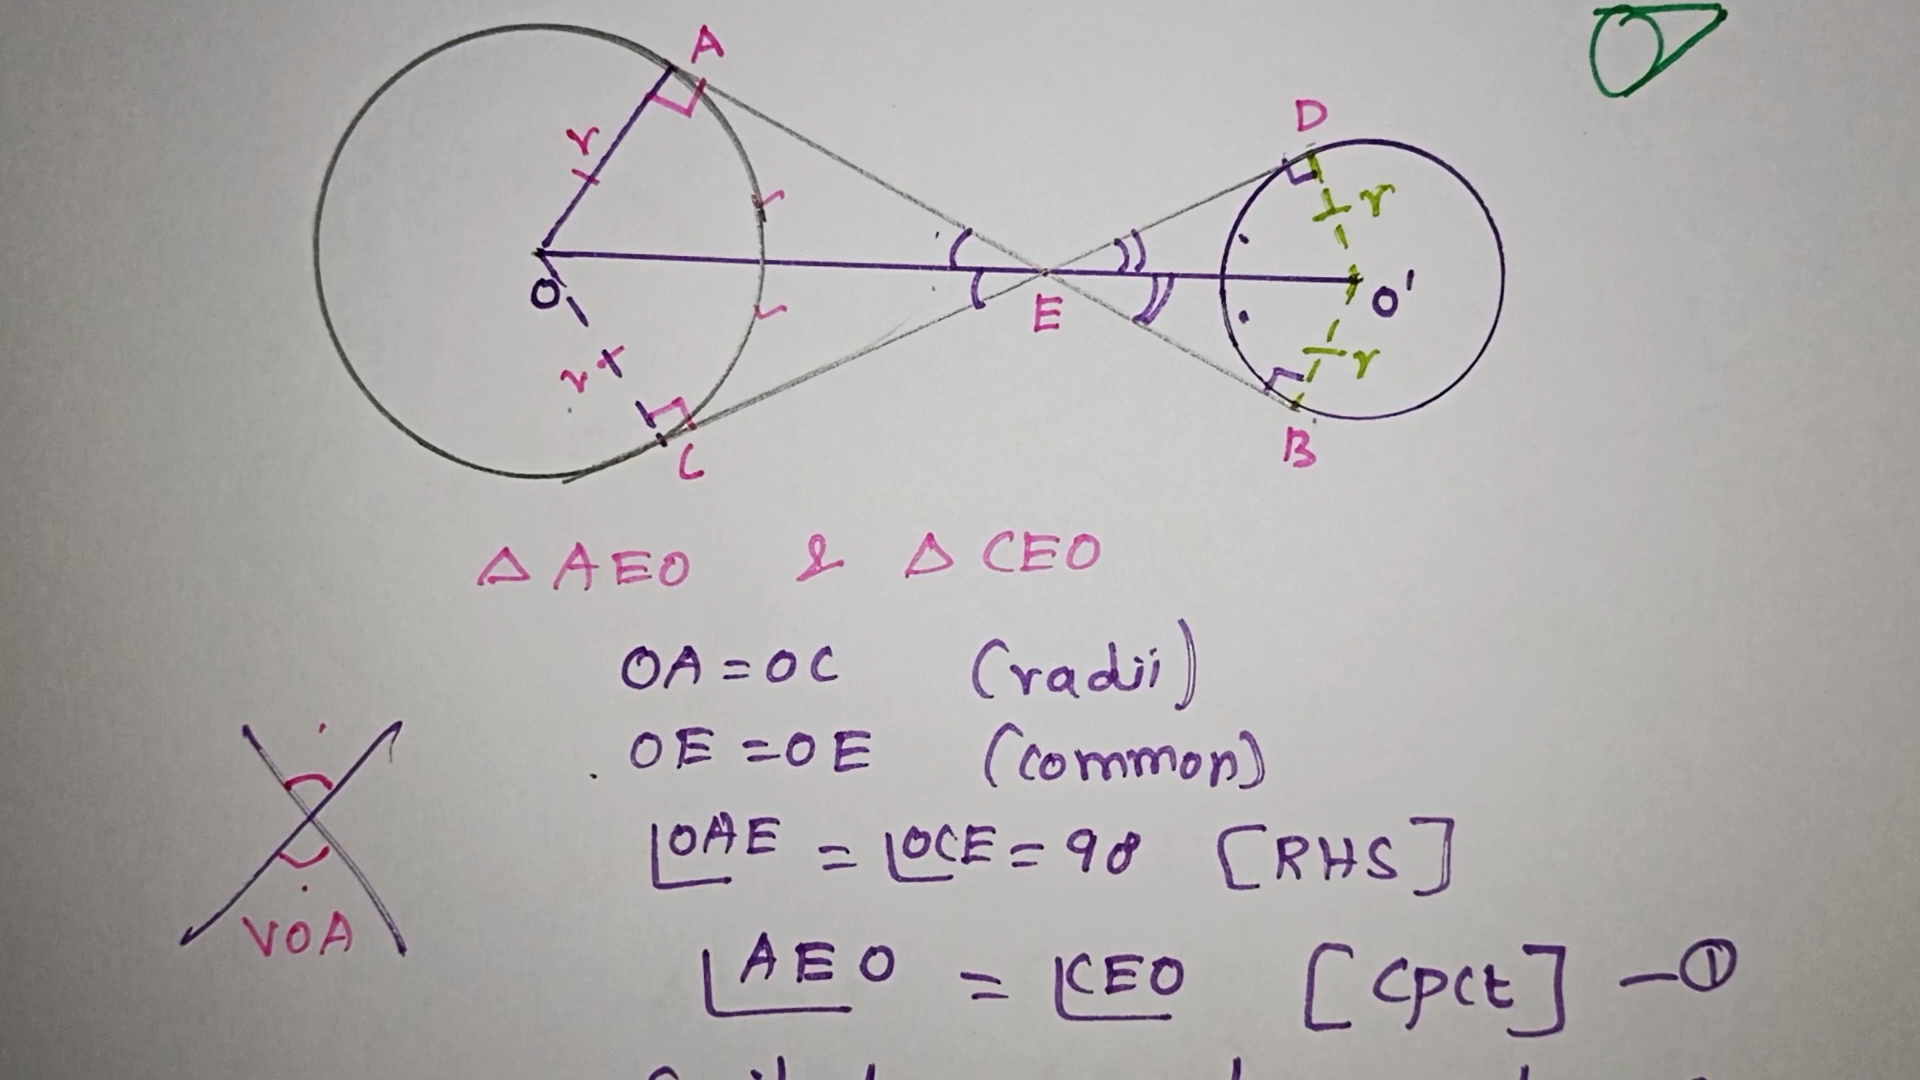 A
D
r
r
O
E
O'
r
r
C
B
△ AEO & △ CEO
OA = OC (radii)
OE = OE (common)
∠OAE = ∠OCE = 90 [RHS]
VOA
∠AEO = ∠CEO [cpct] — ①